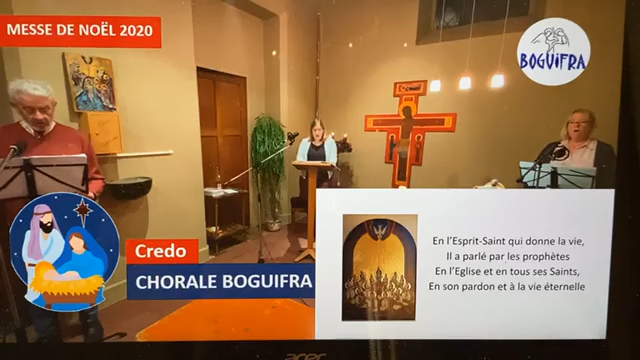 MESSE DE NOËL 2020
BOGUIFRA
Credo
CHORALE BOGUIFRA
En l'Esprit-Saint qui donne la vie,
Il a parlé par les prophètes
En l'Eglise et en tous ses Saints,
En son pardon et à la vie éternelle
acer